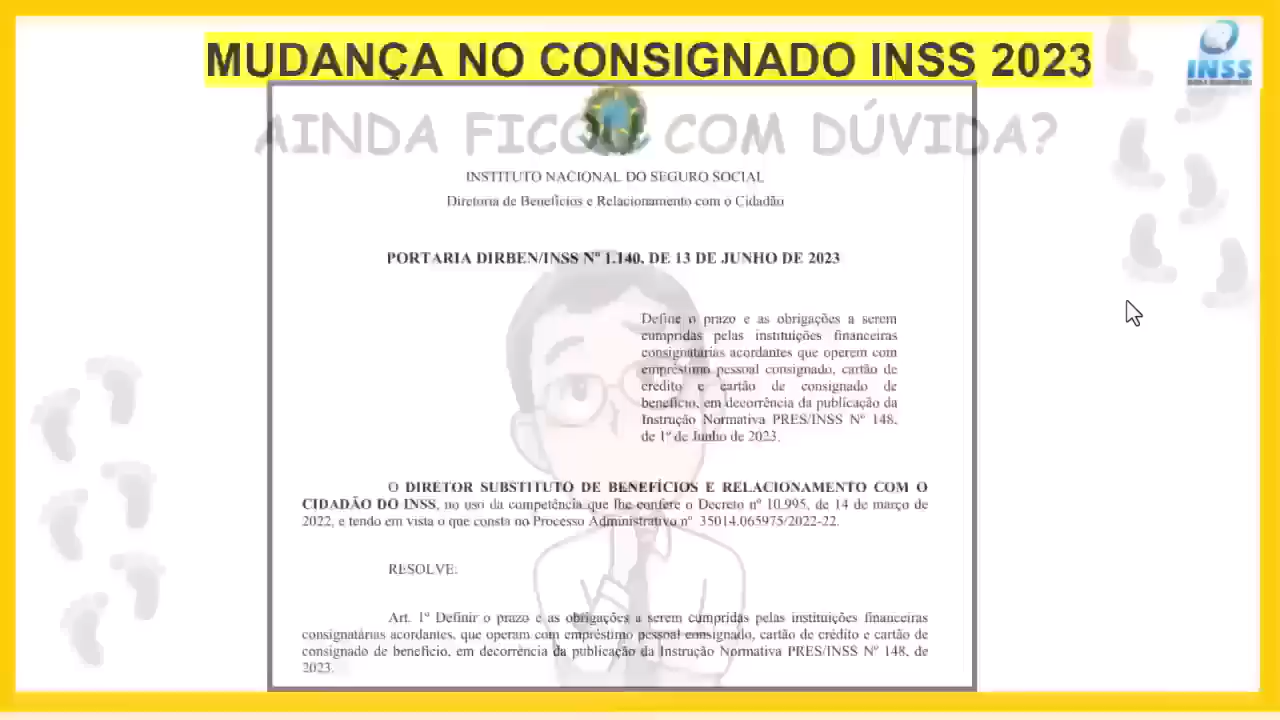 MUDANÇA NO CONSIGNADO INSS 2023
INSS
AINDA FICOU COM DÚVIDA?
INSTITUTO NACIONAL DO SEGURO SOCIAL
Diretoria de Benefícios e Relacionamento com o Cidadão
PORTARIA DIRBEN/INSS Nº 1.140, DE 13 DE JUNHO DE 2023
Define o prazo e as obrigações a serem
cumpridas pelas instituições financeiras
consignatárias acordantes que operem com
empréstimo pessoal consignado, cartão de
crédito e cartão de consignado de
benefício, em decorrência da publicação da
Instrução Normativa PRES/INSS Nº 148,
de 1º de Junho de 2023.
O DIRETOR SUBSTITUTO DE BENEFÍCIOS E RELACIONAMENTO COM O
CIDADÃO DO INSS, no uso da competência que lhe confere o Decreto nº 10.995, de 14 de março de
2022, e tendo em vista o que consta no Processo Administrativo nº 35014.065975/2022-22.
RESOLVE:
Art. 1º Definir o prazo e as obrigações a serem cumpridas pelas instituições financeiras
consignatárias acordantes, que operam com empréstimo pessoal consignado, cartão de crédito e cartão de
consignado de benefício, em decorrência da publicação da Instrução Normativa PRES/INSS Nº 148, de
2023.